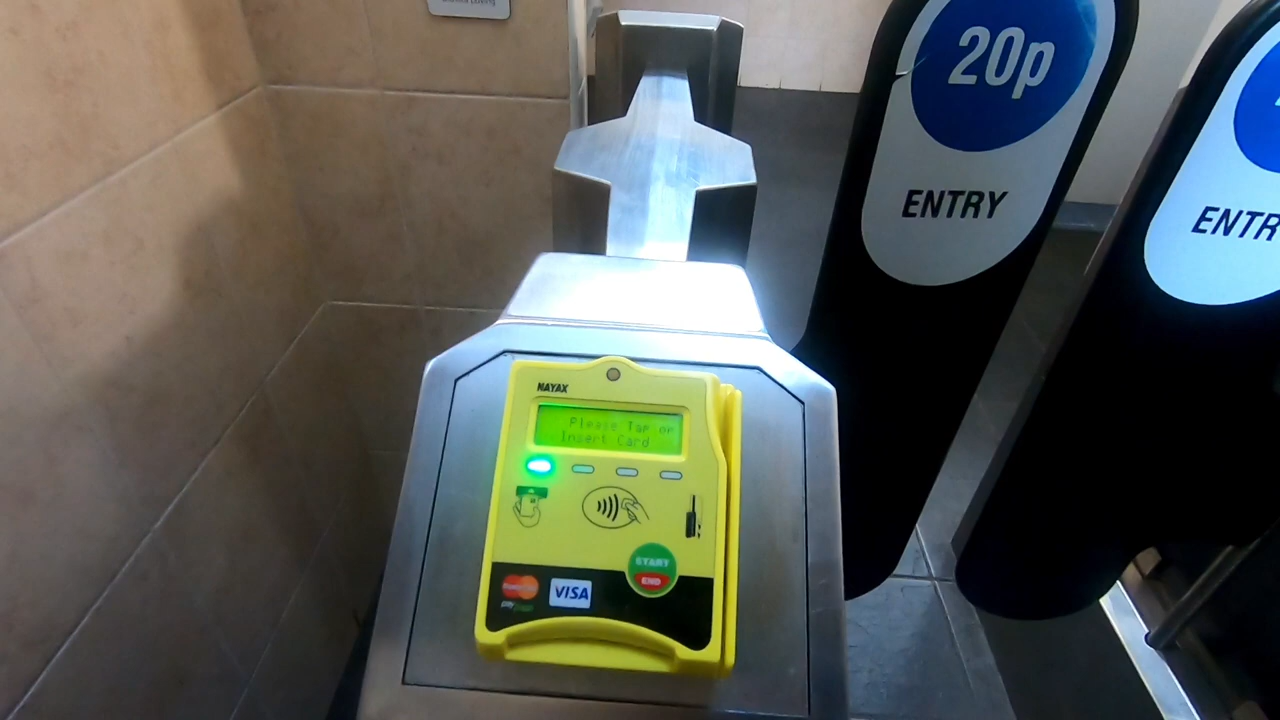 20p
ENTRY
ENTR
NAYAX
Please Tap or
Insert Card
START
END
VISA